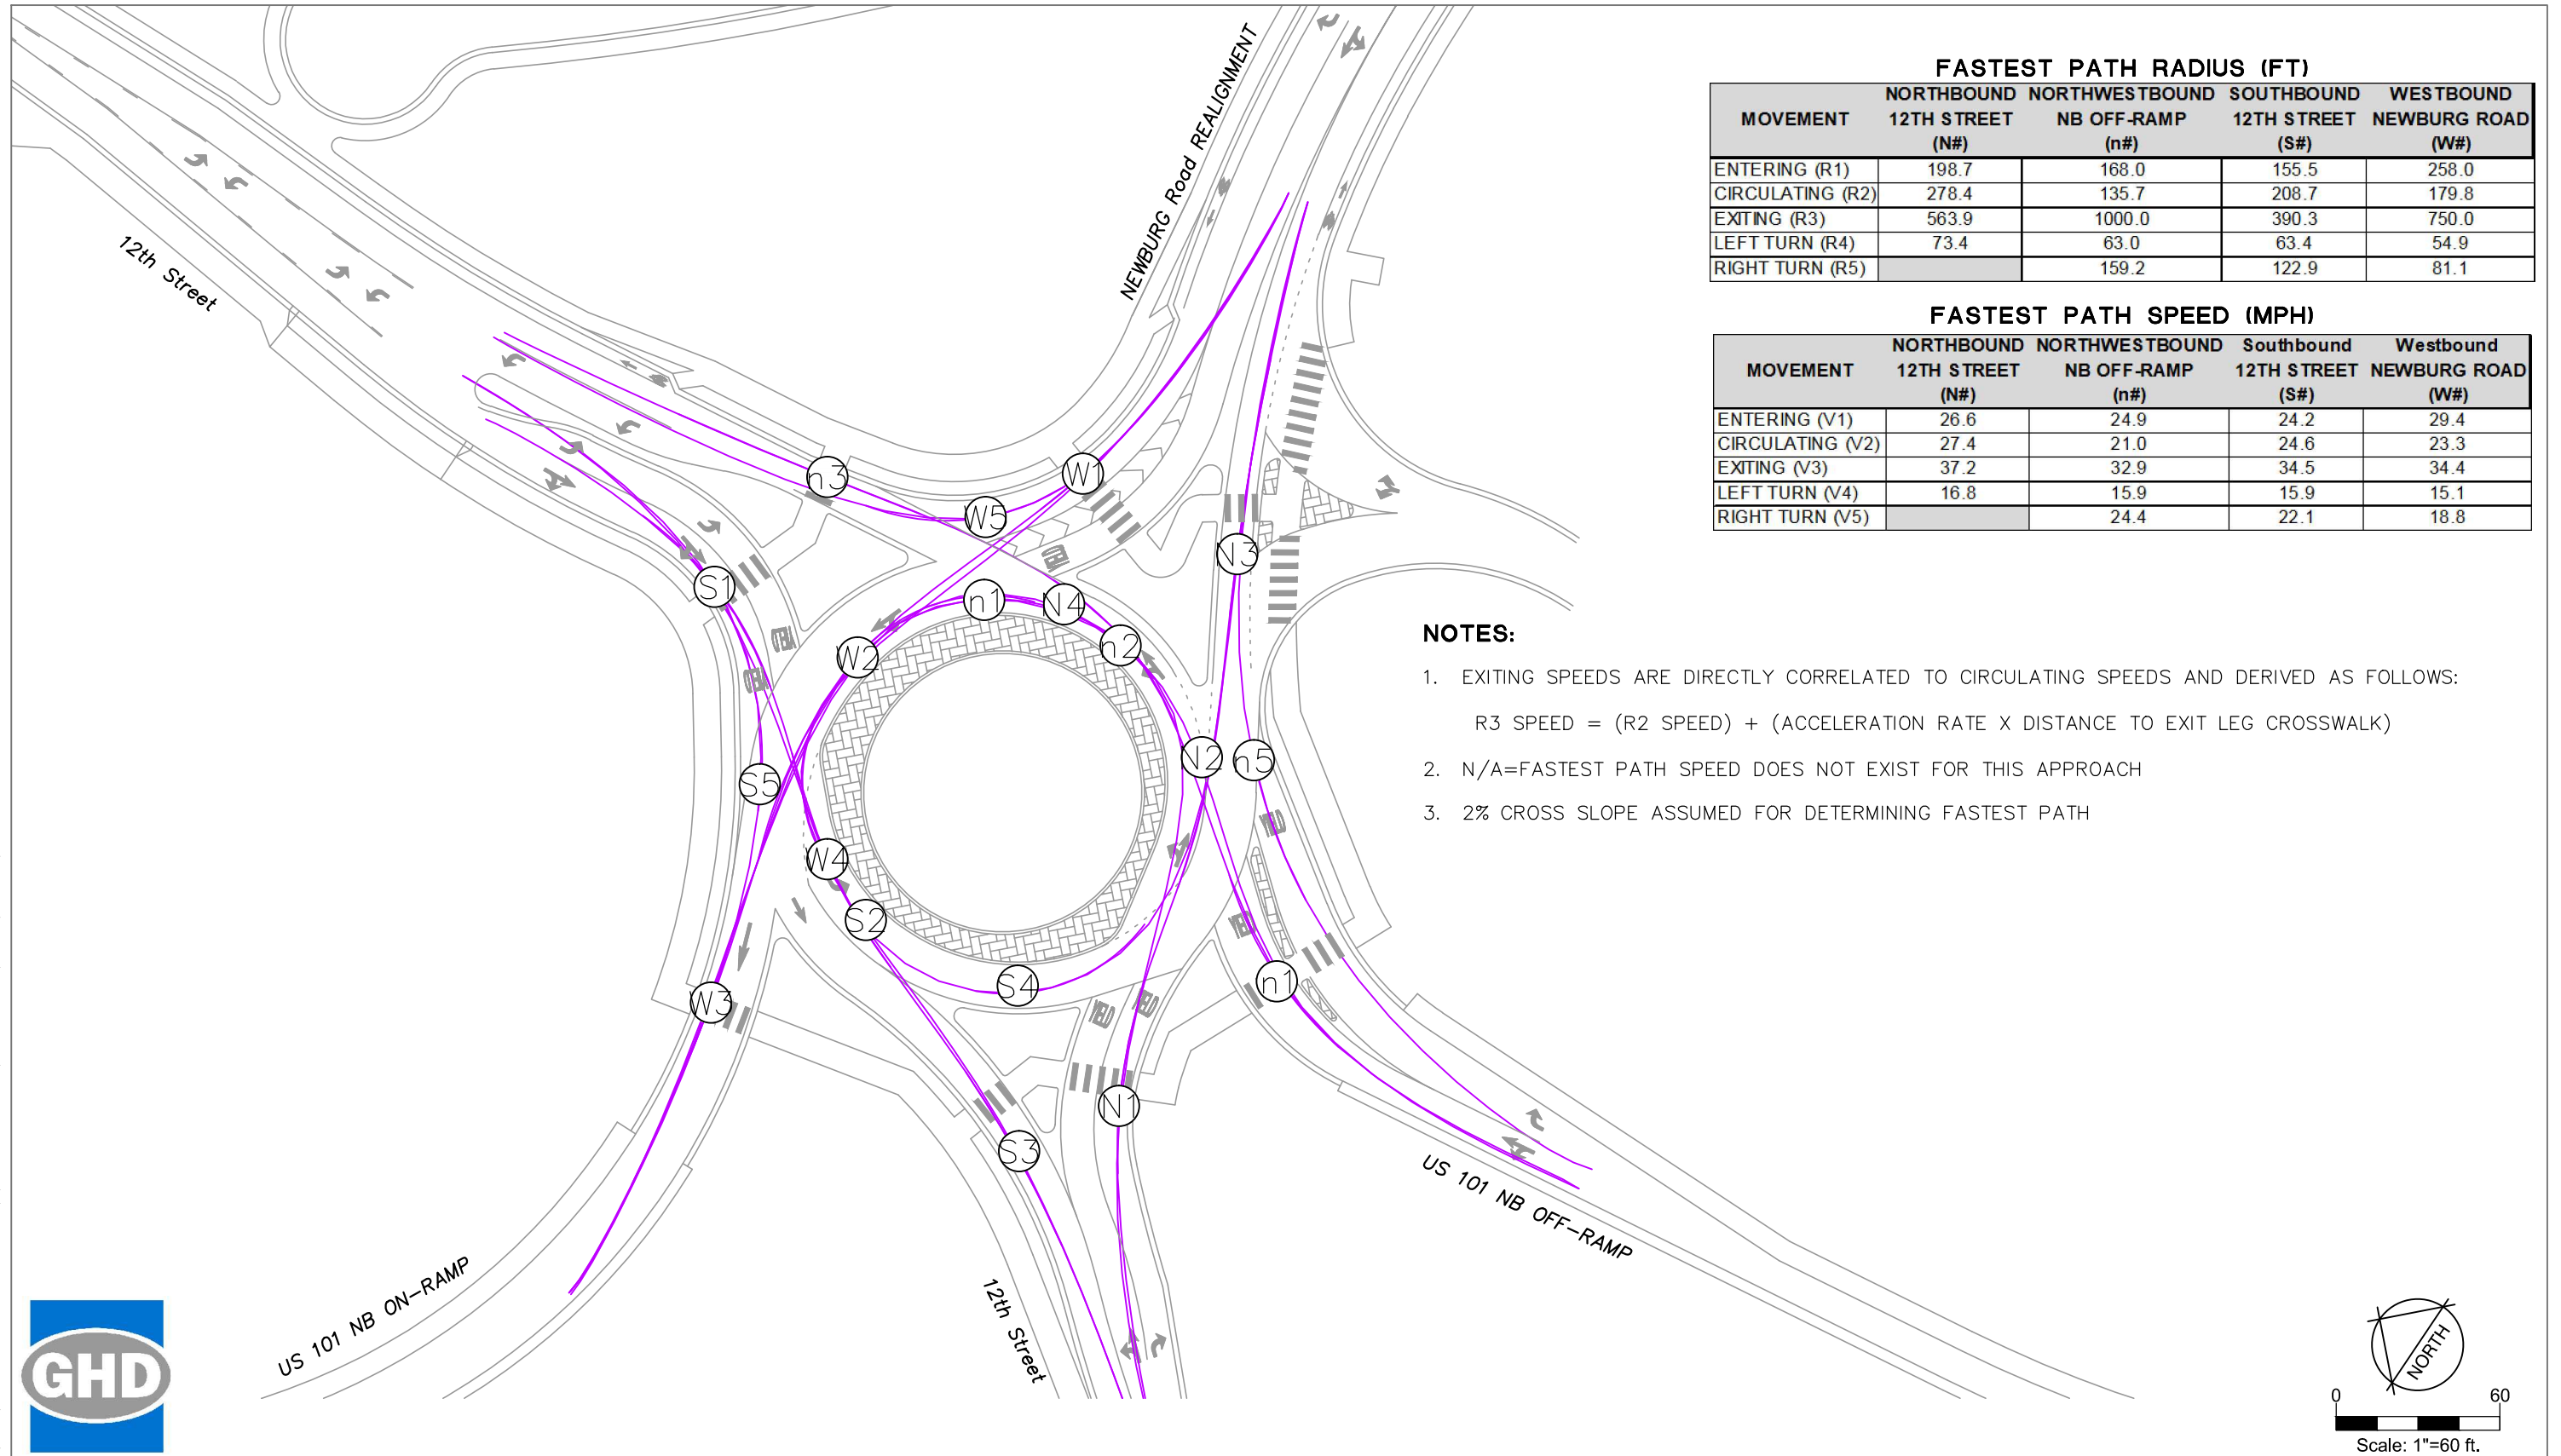 12th Street
NEWBURG Road REALIGNMENT
FASTEST PATH RADIUS (FT)
MOVEMENT NORTHBOUND 12TH STREET (N#) NORTHWESTBOUND NB OFF-RAMP (n#) SOUTHBOUND 12TH STREET (S#) WESTBOUND NEWBURG ROAD (W#)
ENTERING (R1) 198.7 168.0 155.5 258.0
CIRCULATING (R2) 278.4 135.7 208.7 179.8
EXITING (R3) 563.9 1000.0 390.3 750.0
LEFT TURN (R4) 73.4 63.0 63.4 54.9
RIGHT TURN (R5) 159.2 122.9 81.1
FASTEST PATH SPEED (MPH)
MOVEMENT NORTHBOUND 12TH STREET (N#) NORTHWESTBOUND NB OFF-RAMP (n#) Southbound 12TH STREET (S#) Westbound NEWBURG ROAD (W#)
ENTERING (V1) 26.6 24.9 24.2 29.4
CIRCULATING (V2) 27.4 21.0 24.6 23.3
EXITING (V3) 37.2 32.9 34.5 34.4
LEFT TURN (V4) 16.8 15.9 15.9 15.1
RIGHT TURN (V5) 24.4 22.1 18.8
n3
W1
W5
N3
S1
n1
N4
n2
W2
N2
n5
S5
W4
S2
S4
n1
W3
N1
S3
NOTES:
1. EXITING SPEEDS ARE DIRECTLY CORRELATED TO CIRCULATING SPEEDS AND DERIVED AS FOLLOWS:
R3 SPEED = (R2 SPEED) + (ACCELERATION RATE X DISTANCE TO EXIT LEG CROSSWALK)
2. N/A=FASTEST PATH SPEED DOES NOT EXIST FOR THIS APPROACH
3. 2% CROSS SLOPE ASSUMED FOR DETERMINING FASTEST PATH
US 101 NB OFF-RAMP
US 101 NB ON-RAMP
12th Street
GHD
NORTH
0 60
Scale: 1"=60 ft.